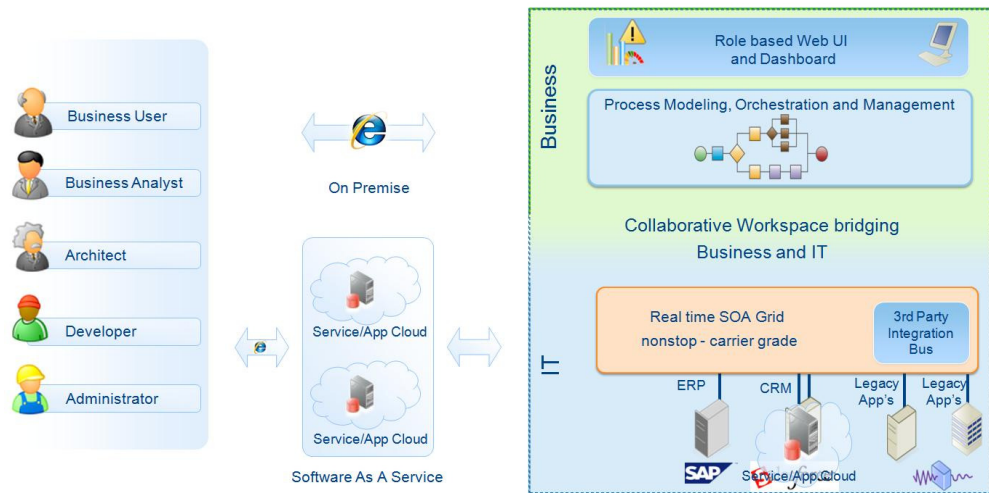 Business User
Business Analyst
Architect
Developer
Administrator
On Premise
Service/App Cloud
Service/App Cloud
Software As A Service
Business
Role based Web UI
and Dashboard
Process Modeling, Orchestration and Management
Collaborative Workspace bridging
Business and IT
IT
Real time SOA Grid
nonstop - carrier grade
3rd Party
Integration
Bus
ERP
CRM
Legacy
App's
Legacy
App's
SAP
Service/App Cloud